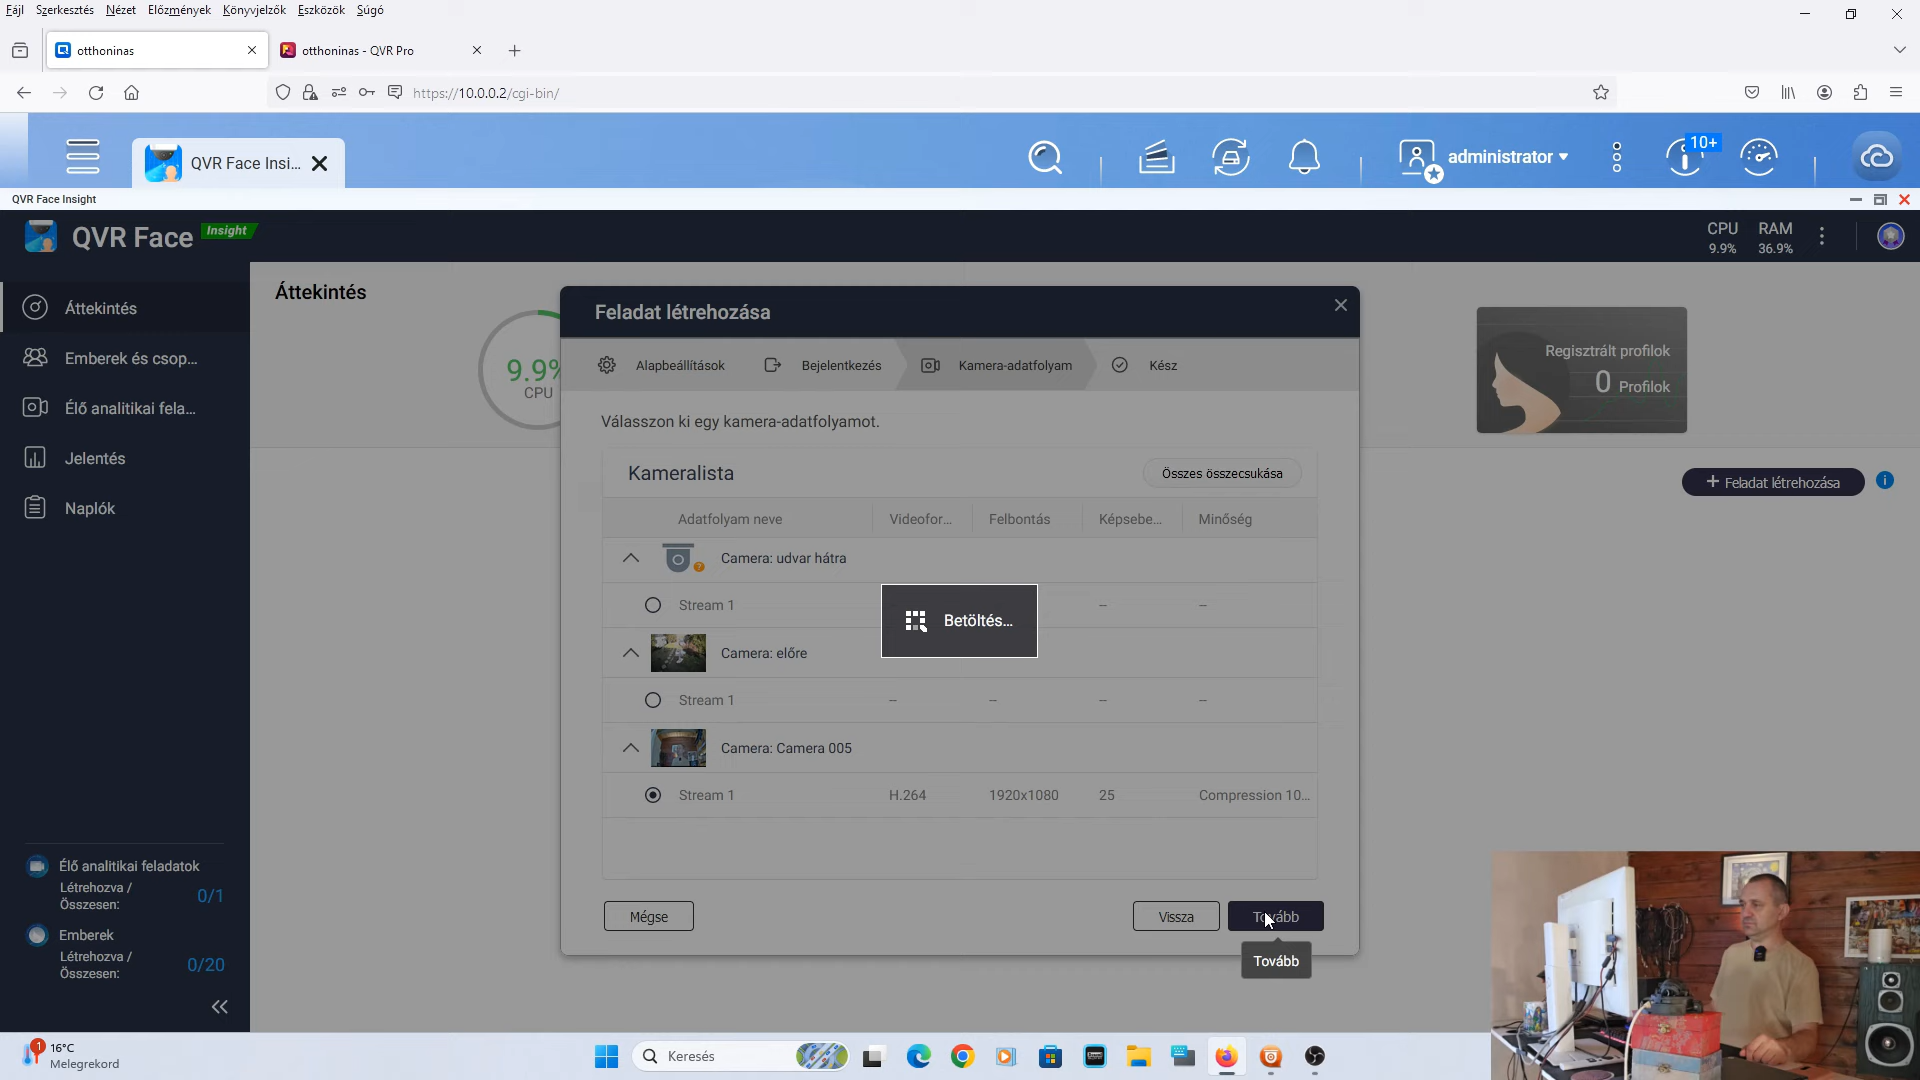 Fájl Szerkesztés Nézet Előzmények Könyvjelzők Eszközök Súgó
otthoninas
otthoninas - QVR Pro
https://10.0.0.2/cgi-bin/
QVR Face Insi...
administrator
10+
QVR Face Insight
QVR Face Insight
CPU
9.9%
RAM
36.9%
Áttekintés
Emberek és csop...
Élő analitikai fela...
Jelentés
Naplók
Élő analitikai feladatok
Létrehozva /
Összesen:
0/1
Emberek
Létrehozva /
Összesen:
0/20
Áttekintés
9.9%
CPU
Regisztrált profilok
0 Profilok
+ Feladat létrehozása
Feladat létrehozása
Alapbeállítások
Bejelentkezés
Kamera-adatfolyam
Kész
Válasszon ki egy kamera-adatfolyamot.
Kameralista
Összes összecsukása
Adatfolyam neve Videofor... Felbontás Képsebe... Minőség
Camera: udvar hátra
Stream 1 -- --
Betöltés...
Camera: előre
Stream 1 -- -- -- --
Camera: Camera 005
Stream 1 H.264 1920x1080 25 Compression 10...
Mégse
Vissza
Tovább
Tovább
1
16°C
Melegrekord
Keresés